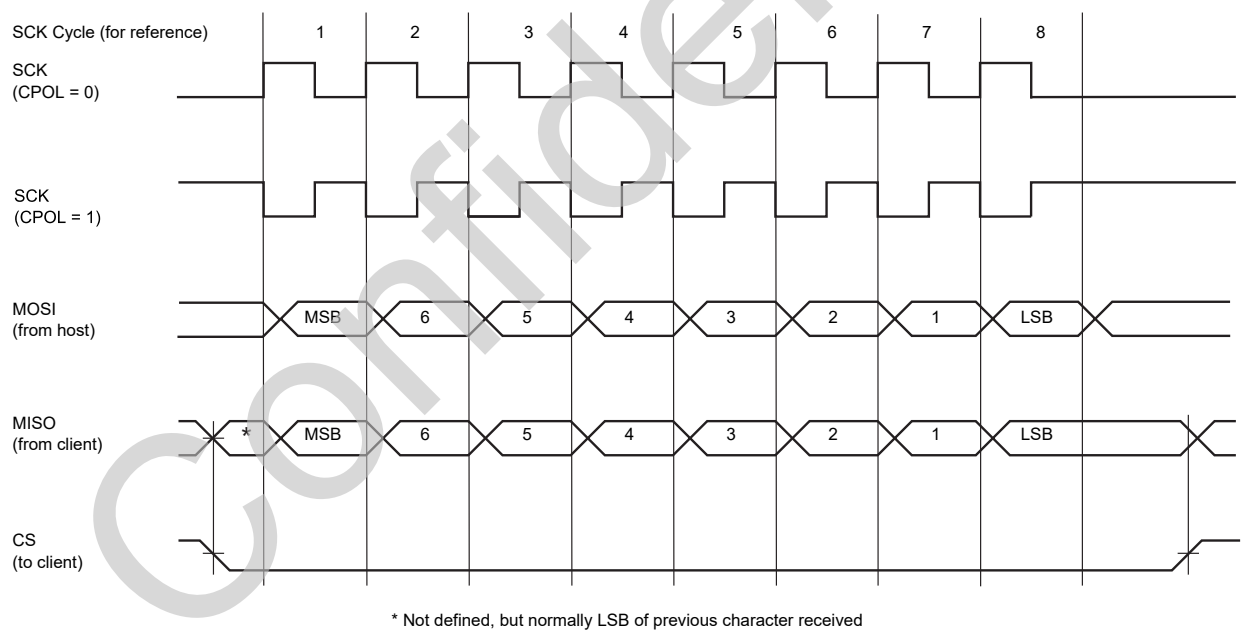 SCK Cycle (for reference) 1 2 3 4 5 6 7 8
SCK
(CPOL = 0)
SCK
(CPOL = 1)
MOSI
(from host)
MSB 6 5 4 3 2 1 LSB
MISO
(from client)
* MSB 6 5 4 3 2 1 LSB
CS
(to client)
* Not defined, but normally LSB of previous character received
Confide